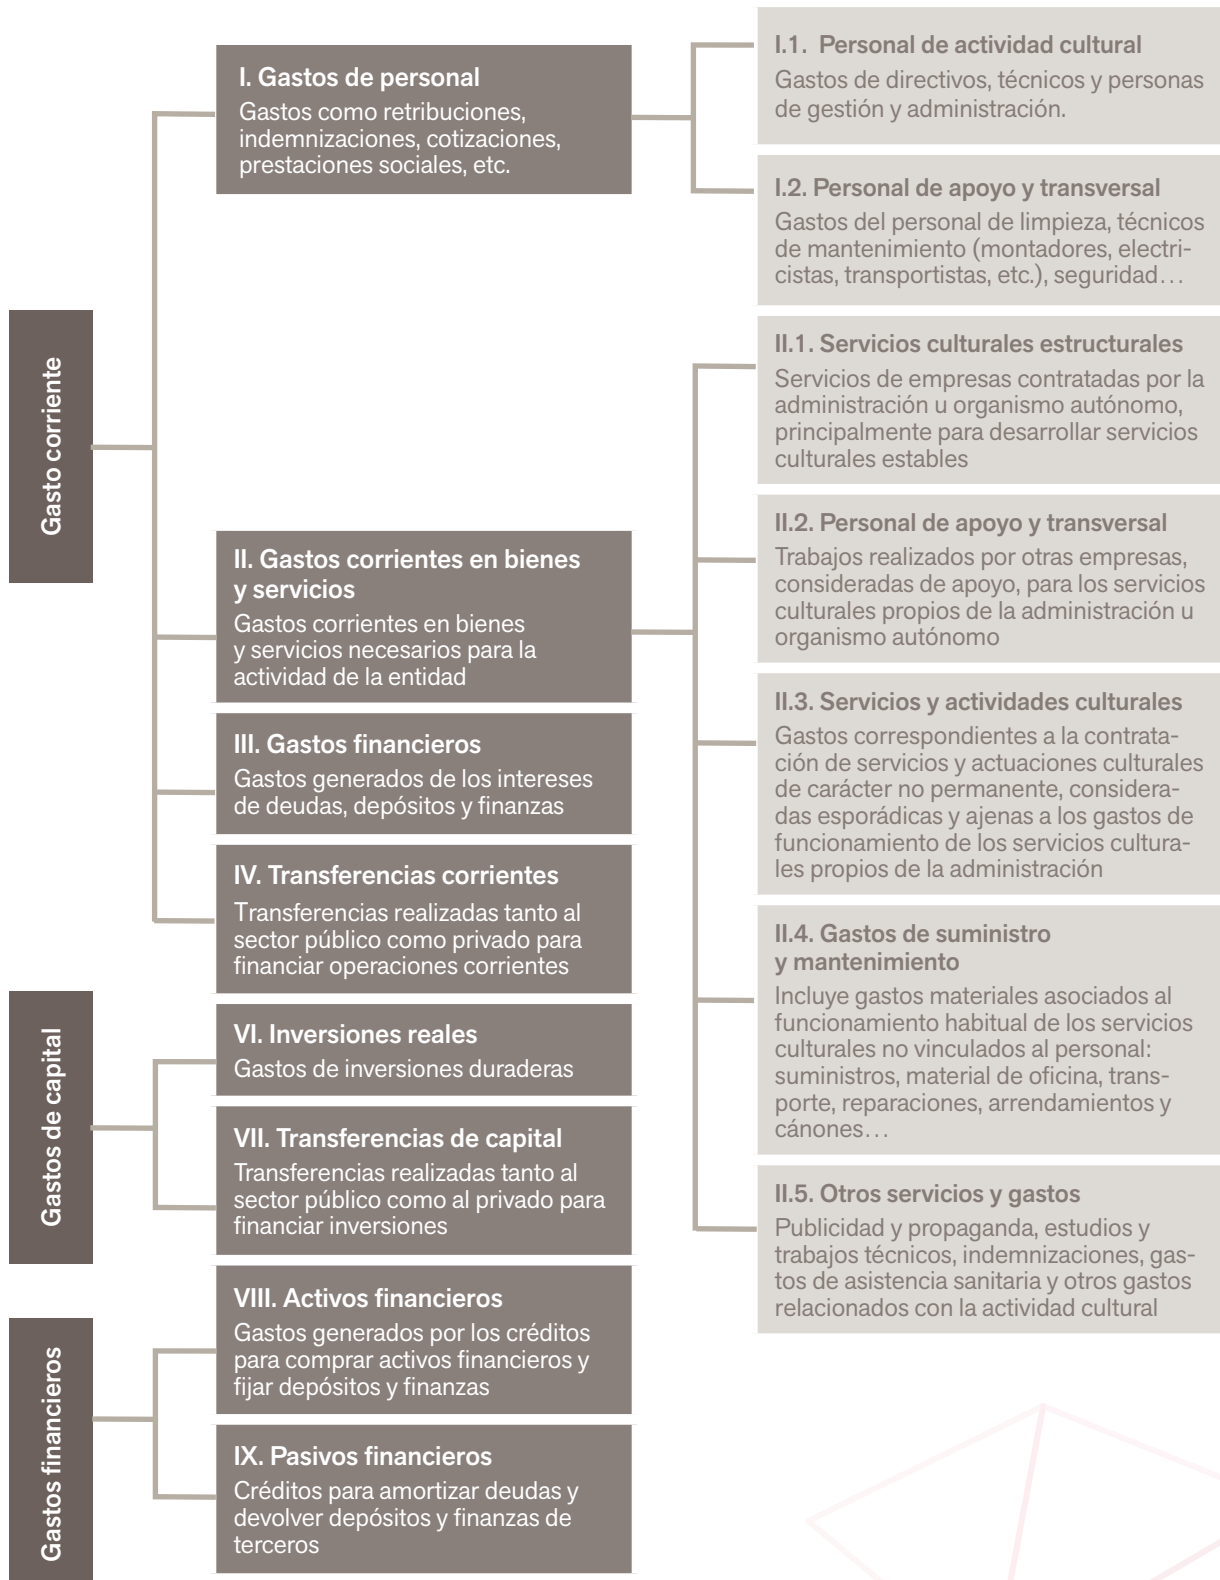 Gasto corriente
I. Gastos de personal
Gastos como retribuciones,
indemnizaciones, cotizaciones,
prestaciones sociales, etc.
I.1. Personal de actividad cultural
Gastos de directivos, técnicos y personas
de gestión y administración.
I.2. Personal de apoyo y transversal
Gastos del personal de limpieza, técnicos
de mantenimiento (montadores, electri-
cistas, transportistas, etc.), seguridad…
II. Gastos corrientes en bienes
y servicios
Gastos corrientes en bienes
y servicios necesarios para la
actividad de la entidad
II.1. Servicios culturales estructurales
Servicios de empresas contratadas por la
administración u organismo autónomo,
principalmente para desarrollar servicios
culturales estables
II.2. Personal de apoyo y transversal
Trabajos realizados por otras empresas,
consideradas de apoyo, para los servicios
culturales propios de la administración u
organismo autónomo
II.3. Servicios y actividades culturales
Gastos correspondientes a la contrata-
ción de servicios y actuaciones culturales
de carácter no permanente, considera-
das esporádicas y ajenas a los gastos de
funcionamiento de los servicios cultura-
les propios de la administración
II.4. Gastos de suministro
y mantenimiento
Incluye gastos materiales asociados al
funcionamiento habitual de los servicios
culturales no vinculados al personal:
suministros, material de oficina, trans-
porte, reparaciones, arrendamientos y
cánones…
II.5. Otros servicios y gastos
Publicidad y propaganda, estudios y
trabajos técnicos, indemnizaciones, gas-
tos de asistencia sanitaria y otros gastos
relacionados con la actividad cultural
III. Gastos financieros
Gastos generados de los intereses
de deudas, depósitos y finanzas
IV. Transferencias corrientes
Transferencias realizadas tanto al
sector público como privado para
financiar operaciones corrientes
Gastos de capital
VI. Inversiones reales
Gastos de inversiones duraderas
VII. Transferencias de capital
Transferencias realizadas tanto al
sector público como al privado para
financiar inversiones
Gastos financieros
VIII. Activos financieros
Gastos generados por los créditos
para comprar activos financieros y
fijar depósitos y finanzas
IX. Pasivos financieros
Créditos para amortizar deudas y
devolver depósitos y finanzas de
terceros